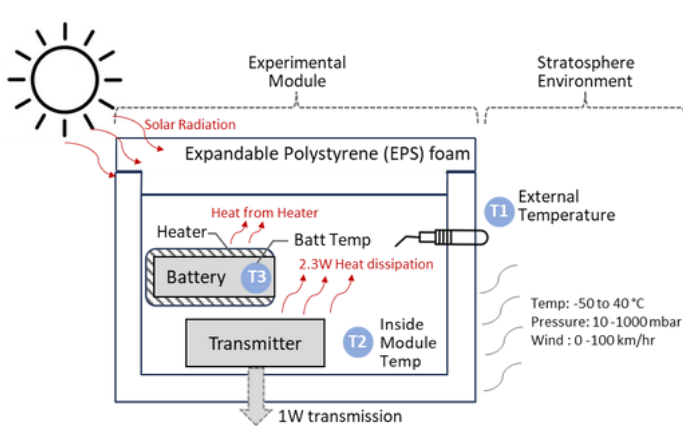 Experimental
Module
Stratosphere
Environment
Solar Radiation
Expandable Polystyrene (EPS) foam
Heat from Heater
Heater
Batt Temp
T1
External
Temperature
Battery
T3
2.3W Heat dissipation
Temp: -50 to 40 °C
Pressure: 10 -1000 mbar
Wind : 0 -100 km/hr
Transmitter
T2
Inside
Module
Temp
1W transmission